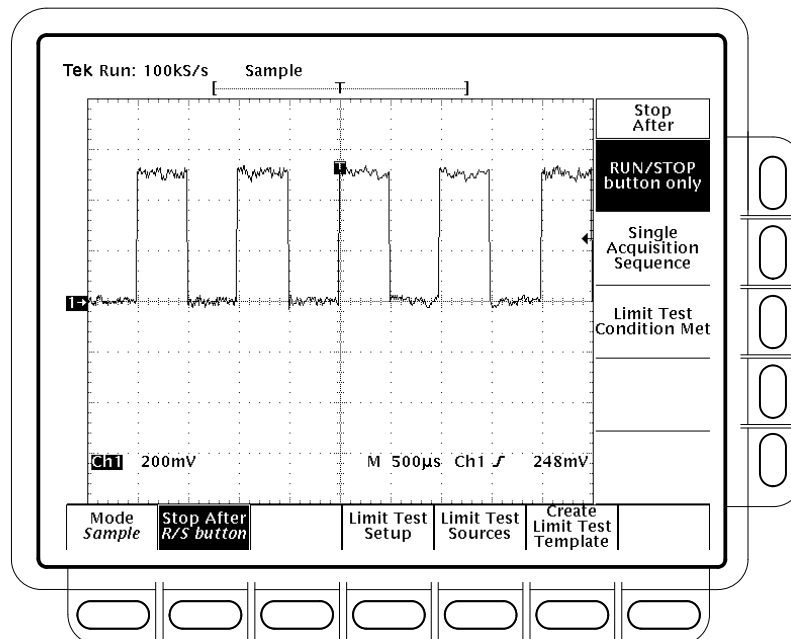 Tek Run: 100kS/s Sample
[ T ]
Stop
After
RUN/STOP
button only
Single
Acquisition
Sequence
Limit Test
Condition Met
T
1→
Ch1 200mV M 500µs Ch1 248mV
Mode
Sample
Stop After
R/S button
Limit Test
Setup
Limit Test
Sources
Create
Limit Test
Template